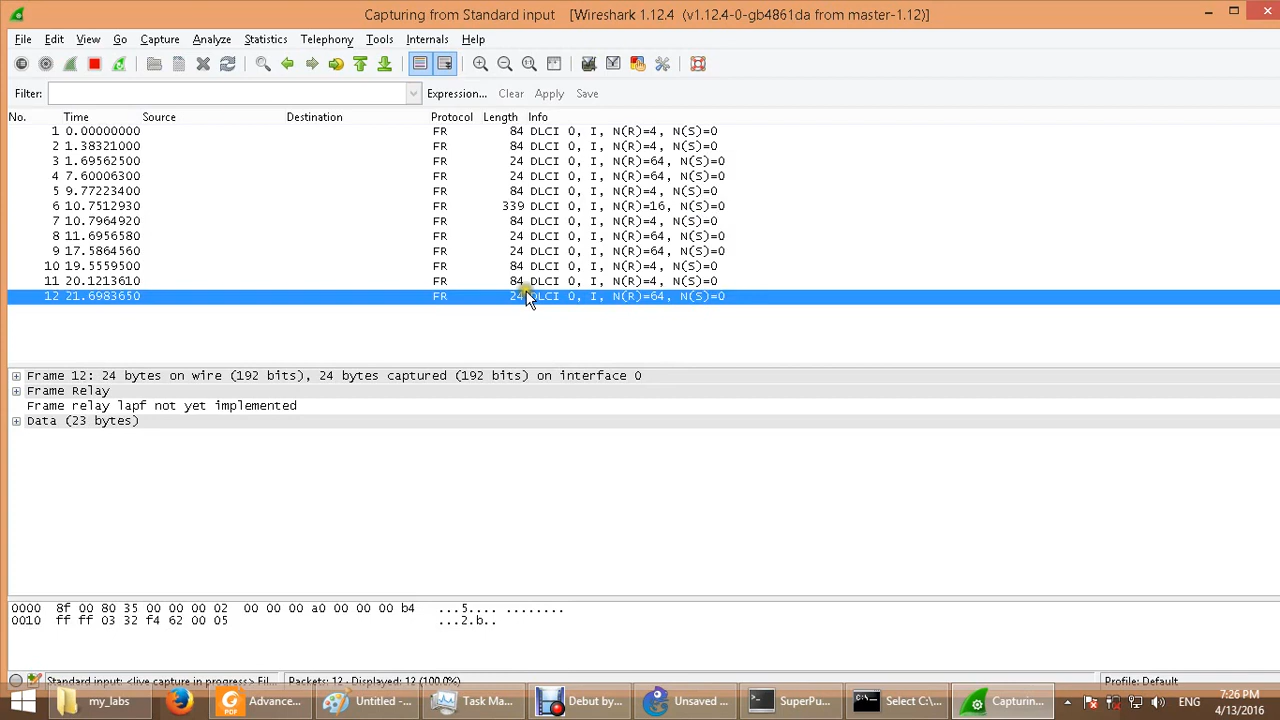 Capturing from Standard input [Wireshark 1.12.4 (v1.12.4-0-gb4861da from master-1.12)]
File Edit View Go Capture Analyze Statistics Telephony Tools Internals Help
Filter: Expression... Clear Apply Save
No. Time Source Destination Protocol Length Info
1 0.00000000 FR 84 DLCI 0, I, N(R)=4, N(S)=0
2 1.38321000 FR 84 DLCI 0, I, N(R)=4, N(S)=0
3 1.69562500 FR 24 DLCI 0, I, N(R)=64, N(S)=0
4 7.60006300 FR 24 DLCI 0, I, N(R)=64, N(S)=0
5 9.77223400 FR 84 DLCI 0, I, N(R)=4, N(S)=0
6 10.7512930 FR 339 DLCI 0, I, N(R)=16, N(S)=0
7 10.7964920 FR 84 DLCI 0, I, N(R)=4, N(S)=0
8 11.6956580 FR 24 DLCI 0, I, N(R)=64, N(S)=0
9 17.5864560 FR 24 DLCI 0, I, N(R)=64, N(S)=0
10 19.5559500 FR 84 DLCI 0, I, N(R)=4, N(S)=0
11 20.1213610 FR 84 DLCI 0, I, N(R)=4, N(S)=0
12 21.6983650 FR 24 DLCI 0, I, N(R)=64, N(S)=0
Frame 12: 24 bytes on wire (192 bits), 24 bytes captured (192 bits) on interface 0
Frame Relay
Frame relay lapf not yet implemented
Data (23 bytes)
0000 8f 00 80 35 00 00 00 02 00 00 00 a0 00 00 00 b4 ...5.... ........
0010 ff ff 03 32 f4 62 00 05 ...2.b..
Standard input: <live capture in progress> Fil... Packets: 12 · Displayed: 12 (100.0%) Profile: Default
my_labs PDF Advance... Untitled -... Task Ma... Debut by... Unsaved ... SuperPu... Select C:\... Capturin... ENG 7:26 PM
4/13/2016